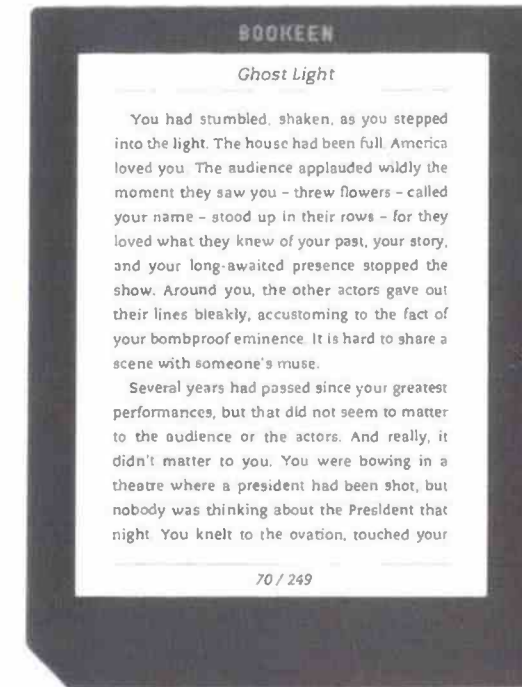 BOOKEEN
Ghost Light
You had stumbled, shaken, as you stepped
into the light. The house had been full. America
loved you. The audience applauded wildly the
moment they saw you – threw flowers – called
your name – stood up in their rows – for they
loved what they knew of your past, your story,
and your long-awaited presence stopped the
show. Around you, the other actors gave out
their lines bleakly, accustoming to the fact of
your bombproof eminence. It is hard to share a
scene with someone's muse.
Several years had passed since your greatest
performances, but that did not seem to matter
to the audience or the actors. And really, it
didn't matter to you. You were bowing in a
theatre where a president had been shot, but
nobody was thinking about the President that
night. You knelt to the ovation, touched your
70 / 249